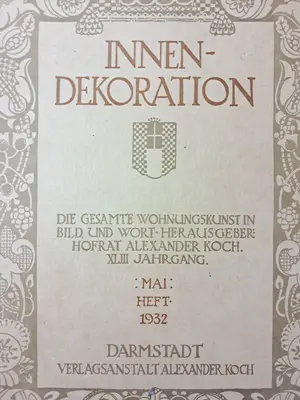 INNEN-
DEKORATION
DIE GESAMTE WOHNUNGSKUNST IN
BILD UND WORT-HERAUSGEBER:
HOFRAT ALEXANDER KOCH.
XLIII JAHRGANG.
:MAI:
HEFT-
1932
DARMSTADT
VERLAGSANSTALT ALEXANDER KOCH